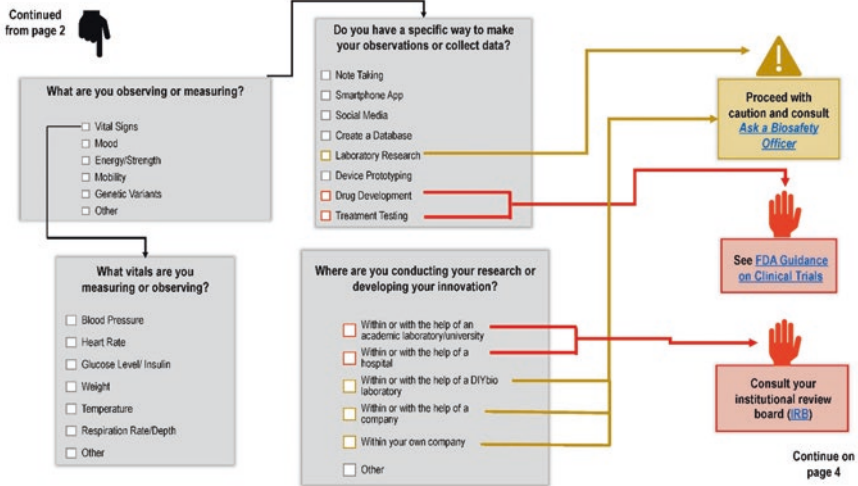 Continued
from page 2
What are you observing or measuring?
Vital Signs
Mood
Energy/Strength
Mobility
Genetic Variants
Other
What vitals are you
measuring or observing?
Blood Pressure
Heart Rate
Glucose Level/ Insulin
Weight
Temperature
Respiration Rate/Depth
Other
Do you have a specific way to make
your observations or collect data?
Note Taking
Smartphone App
Social Media
Create a Database
Laboratory Research
Device Prototyping
Drug Development
Treatment Testing
Where are you conducting your research or
developing your innovation?
Within or with the help of an
academic laboratory/university
Within or with the help of a
hospital
Within or with the help of a DIYbio
laboratory
Within or with the help of a
company
Within your own company
Other
Proceed with
caution and consult
Ask a Biosafety
Officer
See FDA Guidance
on Clinical Trials
Consult your
institutional review
board (IRB)
Continue on
page 4